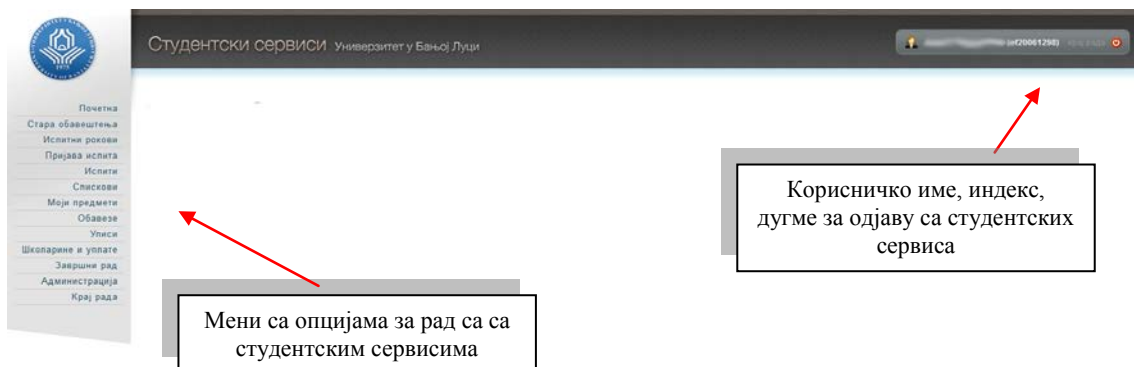 Студентски сервиси Универзитет у Бањој Луци
(ef20061298) крај рада
Почетна
Стара обавештења
Испитни рокови
Пријава испита
Испити
Спискови
Моји предмети
Обавезе
Уписи
Школарине и уплате
Завршни рад
Администрација
Крај рада
Корисничко име, индекс,
дугме за одјаву са студентских
сервиса
Мени са опцијама за рад са са
студентским сервисима